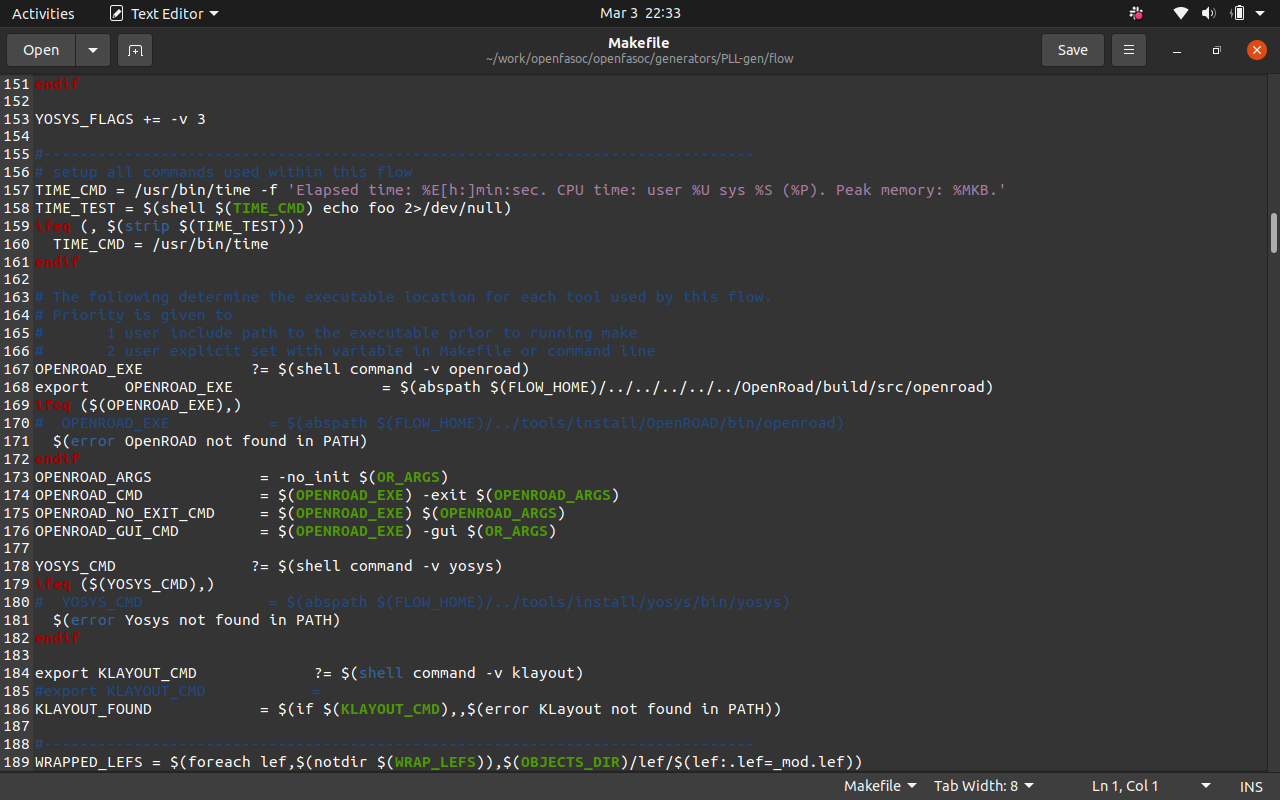 Activities
Text Editor
Mar 3 22:33
Open
Makefile
~/work/openfasoc/openfasoc/generators/PLL-gen/flow
Save
151 endif
152
153 YOSYS_FLAGS += -v 3
154
155 #-------------------------------------------------------------------------------
156 # setup all commands used within this flow
157 TIME_CMD = /usr/bin/time -f 'Elapsed time: %E[h:]min:sec. CPU time: user %U sys %S (%P). Peak memory: %MKB.'
158 TIME_TEST = $(shell $(TIME_CMD) echo foo 2>/dev/null)
159 ifeq (, $(strip $(TIME_TEST)))
160   TIME_CMD = /usr/bin/time
161 endif
162
163 # The following determine the executable location for each tool used by this flow.
164 # Priority is given to
165 #       1 user include path to the executable prior to running make
166 #       2 user explicit set with variable in Makefile or command line
167 OPENROAD_EXE            ?= $(shell command -v openroad)
168 export    OPENROAD_EXE                 = $(abspath $(FLOW_HOME)/../../../../../OpenRoad/build/src/openroad)
169 ifeq ($(OPENROAD_EXE),)
170 #  OPENROAD_EXE           = $(abspath $(FLOW_HOME)/../tools/install/OpenROAD/bin/openroad)
171   $(error OpenROAD not found in PATH)
172 endif
173 OPENROAD_ARGS            = -no_init $(OR_ARGS)
174 OPENROAD_CMD             = $(OPENROAD_EXE) -exit $(OPENROAD_ARGS)
175 OPENROAD_NO_EXIT_CMD     = $(OPENROAD_EXE) $(OPENROAD_ARGS)
176 OPENROAD_GUI_CMD         = $(OPENROAD_EXE) -gui $(OR_ARGS)
177
178 YOSYS_CMD               ?= $(shell command -v yosys)
179 ifeq ($(YOSYS_CMD),)
180 #  YOSYS_CMD              = $(abspath $(FLOW_HOME)/../tools/install/yosys/bin/yosys)
181   $(error Yosys not found in PATH)
182 endif
183
184 export KLAYOUT_CMD             ?= $(shell command -v klayout)
185 #export KLAYOUT_CMD            =
186 KLAYOUT_FOUND            = $(if $(KLAYOUT_CMD),,$(error KLayout not found in PATH))
187
188 #-------------------------------------------------------------------------------
189 WRAPPED_LEFS = $(foreach lef,$(notdir $(WRAP_LEFS)),$(OBJECTS_DIR)/lef/$(lef:.lef=_mod.lef))
Makefile
Tab Width: 8
Ln 1, Col 1
INS